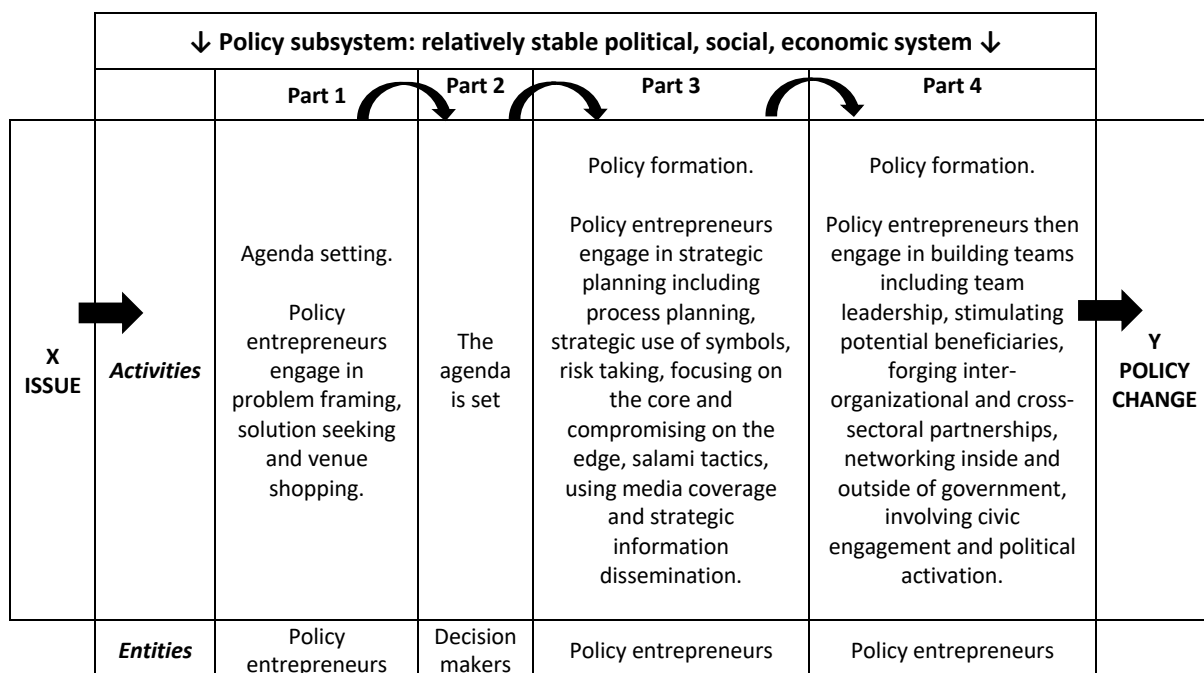 ↓ Policy subsystem: relatively stable political, social, economic system ↓
Part 1
Part 2
Part 3
Part 4
X
ISSUE
Activities
Agenda setting.
Policy
entrepreneurs
engage in
problem framing,
solution seeking
and venue
shopping.
The
agenda
is set
Policy formation.
Policy entrepreneurs
engage in strategic
planning including
process planning,
strategic use of symbols,
risk taking, focusing on
the core and
compromising on the
edge, salami tactics,
using media coverage
and strategic
information
dissemination.
Policy formation.
Policy entrepreneurs then
engage in building teams
including team
leadership, stimulating
potential beneficiaries,
forging inter-
organizational and cross-
sectoral partnerships,
networking inside and
outside of government,
involving civic
engagement and political
activation.
Y
POLICY
CHANGE
Entities
Policy
entrepreneurs
Decision
makers
Policy entrepreneurs
Policy entrepreneurs